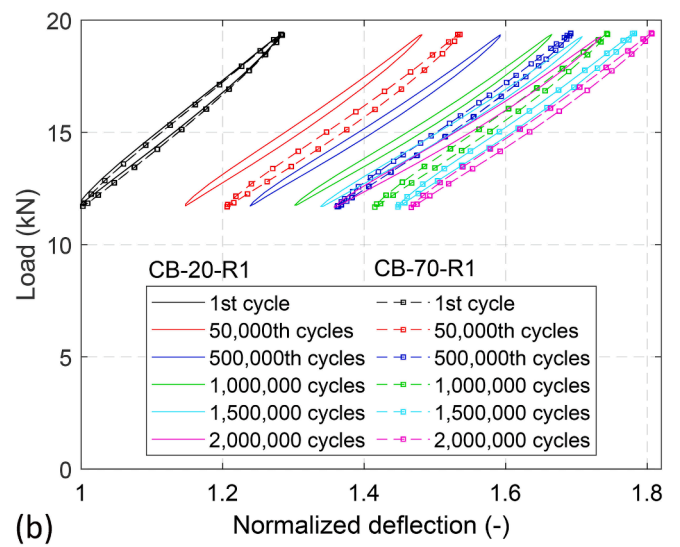 20
15
Load (kN)
10
CB-20-R1 CB-70-R1
1st cycle 1st cycle
50,000th cycles 50,000th cycles
5
500,000th cycles 500,000th cycles
1,000,000 cycles 1,000,000 cycles
1,500,000 cycles 1,500,000 cycles
2,000,000 cycles 2,000,000 cycles
0
1 1.2 1.4 1.6 1.8
(b) Normalized deflection (-)